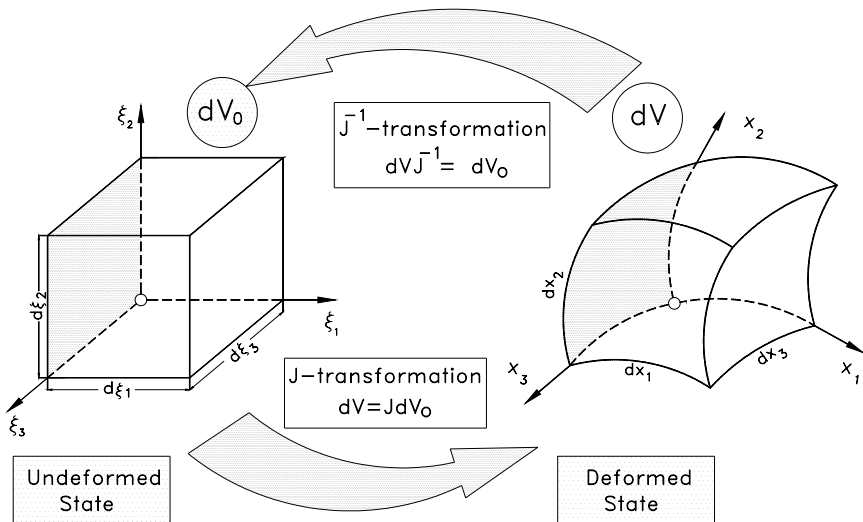 dV₀
dV
ξ₂
x₂
J⁻¹-transformation
dVJ⁻¹= dV₀
dξ₂
dx₂
ξ₁
dξ₃
dξ₁
ξ₃
J-transformation
dV=JdV₀
x₃
dx₁
dx₃
x₁
Undeformed
State
Deformed
State